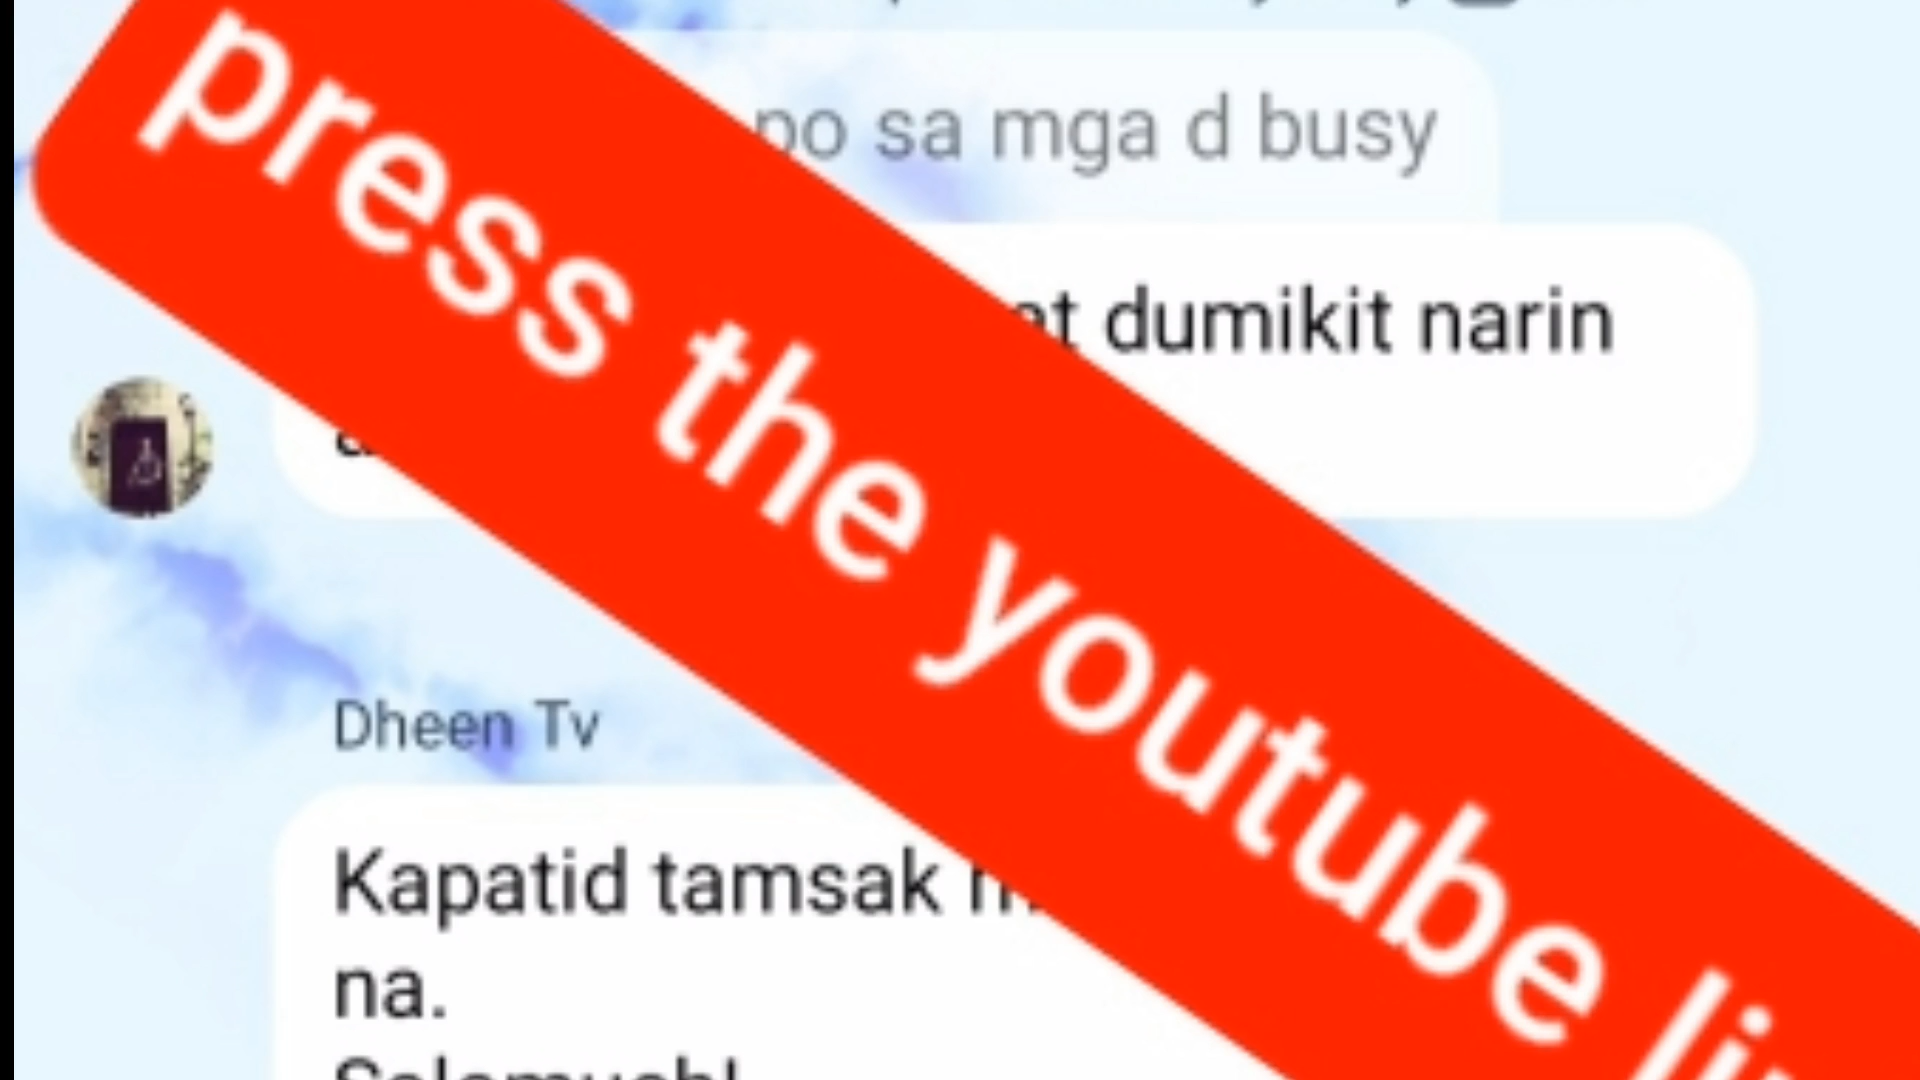 po sa mga d busy
dumikit narin
press the youtube
Dheen Tv
Kapatid tamsak
na.